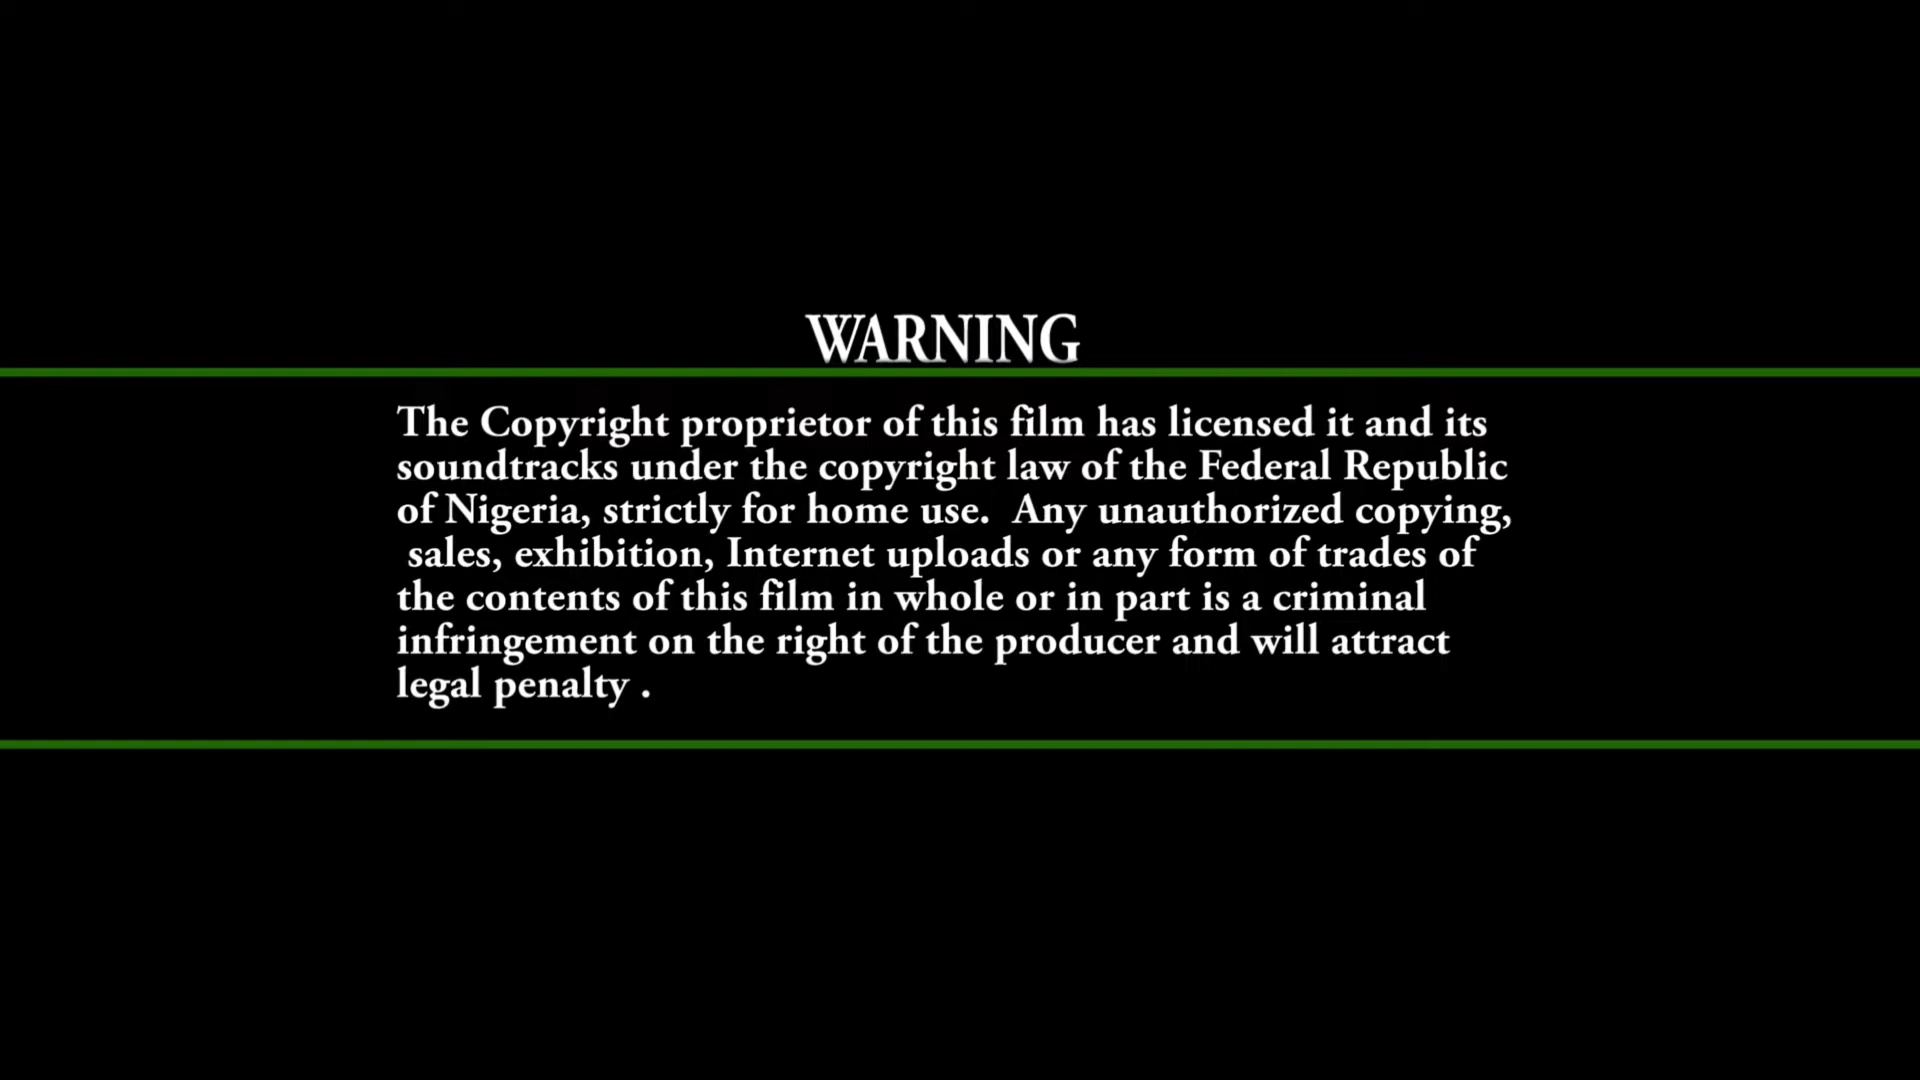 WARNING
The Copyright proprietor of this film has licensed it and its
soundtracks under the copyright law of the Federal Republic
of Nigeria, strictly for home use.  Any unauthorized copying,
sales, exhibition, Internet uploads or any form of trades of
the contents of this film in whole or in part is a criminal
infringement on the right of the producer and will attract
legal penalty .